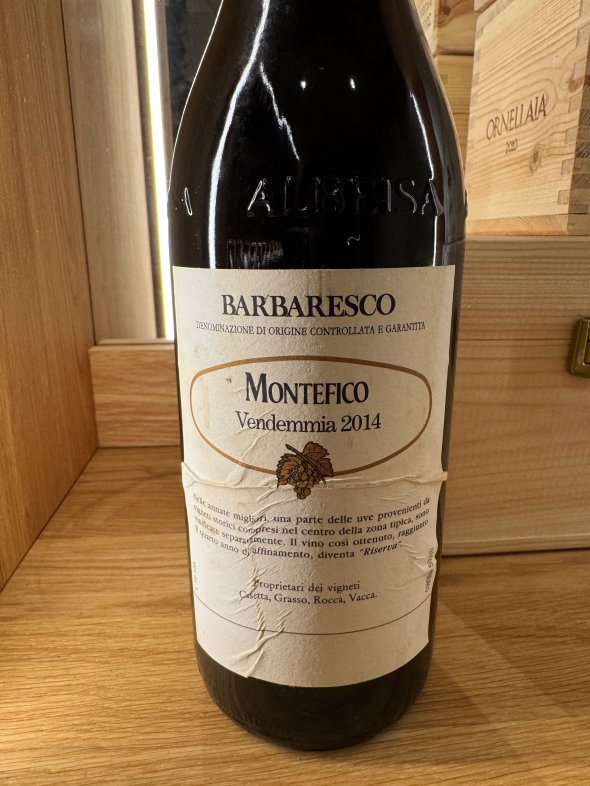 ALBEISA
A
ORNELLAIA
BARBARESCO
DENOMINAZIONE DI ORIGINE CONTROLLATA E GARANTITA
MONTEFICO
Vendemmia 2014
Nelle annate migliori, una parte delle uve provenienti da
vigneti storici compresi nel centro della zona tipica, sono
vinificate separatamente. Il vino così ottenuto, raggiunto
il quarto anno di affinamento, diventa "Riserva".
Proprietari dei vigneti
Casetta, Grasso, Rocca, Vacca.